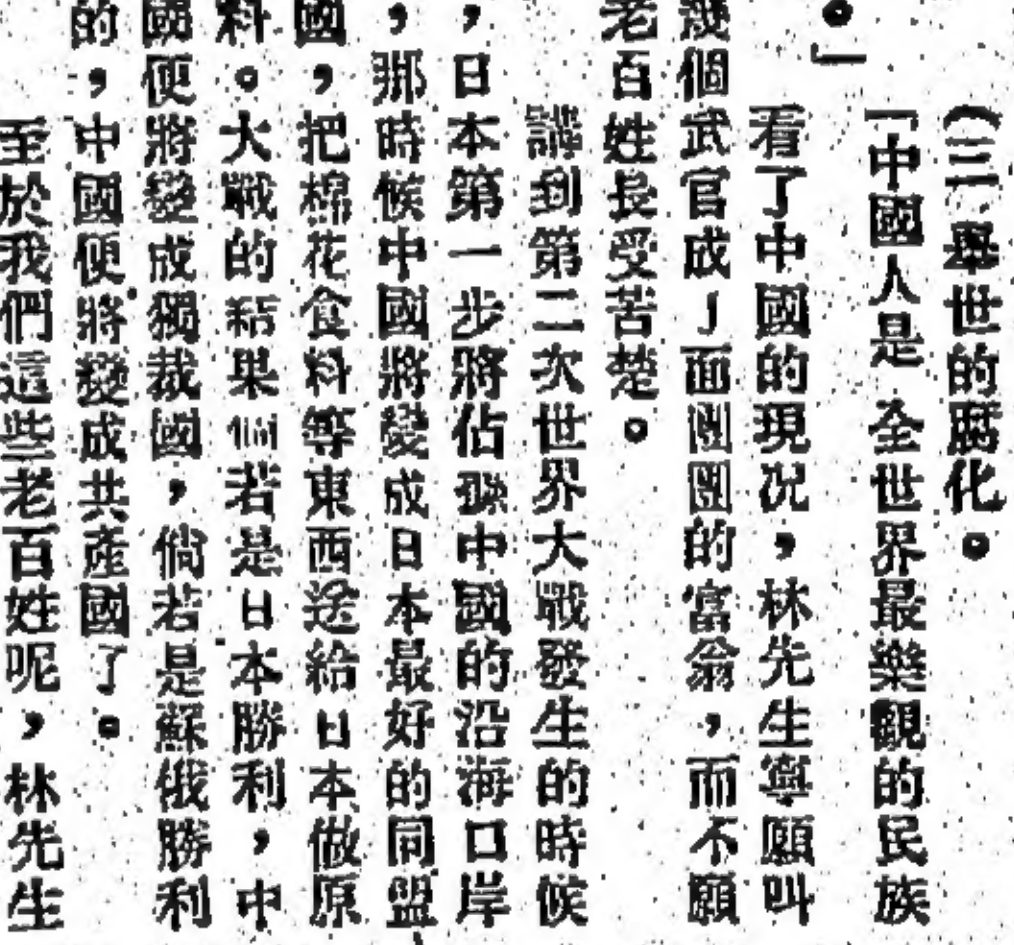 (三)舉世的腐化。
「中國人是全世界最樂觀的民族
。」
看了中國的現況，林先生寧願叫
幾個武官成了面團團的富翁，而不願
老百姓長受苦楚。
談到第二次世界大戰發生的時候
，日本第一步將佔據中國的沿海口岸
，那時候中國將變成日本最好的同盟
國，把棉花食料等東西送給日本做原
料。大戰的結果倘若是日本勝利，中
國便將變成獨裁國，倘若是蘇俄勝利
的，中國便將變成共產國了。
至於我們這些老百姓呢，林先生